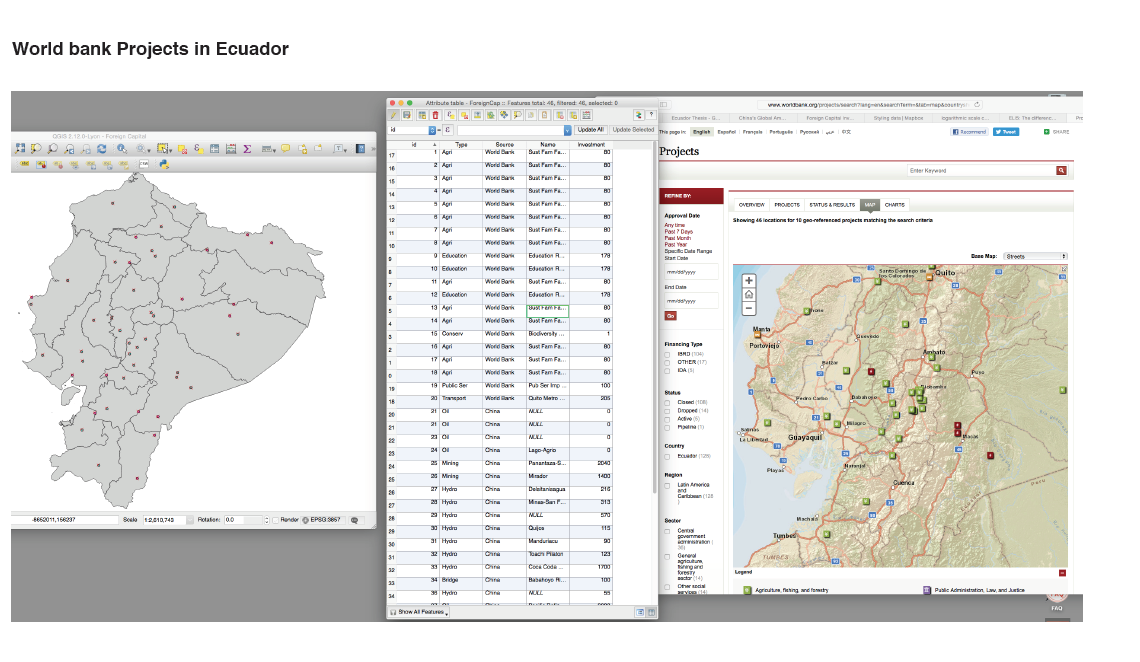 World bank Projects in Ecuador
QGIS 2.12.0-Lyon - Foreign Capital
-8652011,156237 Scale 1:2,610,743 Rotation: 0.0 Render EPSG:3857
Attribute table - ForeignCap :: Features total: 46, filtered: 46, selected: 0
id = Update All Update Selected
id Type Source Name Investment
17 1 Agri World Bank Sust Fam Fa... 80
16 2 Agri World Bank Sust Fam Fa... 80
15 3 Agri World Bank Sust Fam Fa... 80
14 4 Agri World Bank Sust Fam Fa... 80
13 5 Agri World Bank Sust Fam Fa... 80
12 6 Agri World Bank Sust Fam Fa... 80
11 7 Agri World Bank Sust Fam Fa... 80
10 8 Agri World Bank Sust Fam Fa... 80
9 9 Education World Bank Education R... 178
8 10 Education World Bank Education R... 178
7 11 Agri World Bank Sust Fam Fa... 80
6 12 Education World Bank Education R... 178
5 13 Agri World Bank Sust Fam Fa... 80
4 14 Agri World Bank Sust Fam Fa... 80
3 15 Conserv World Bank Biodiversity ... 1
2 16 Agri World Bank Sust Fam Fa... 80
1 17 Agri World Bank Sust Fam Fa... 80
0 18 Agri World Bank Sust Fam Fa... 80
19 19 Public Ser World Bank Pub Ser Imp ... 100
18 20 Transport World Bank Quito Metro ... 205
20 21 Oil China NULL 0
21 21 Oil China NULL 0
22 23 Oil China NULL 0
23 24 Oil China Lago-Agrio 0
24 25 Mining China Panantaza-S... 2040
25 26 Mining China Mirador 1400
26 27 Hydro China Delsitanisagua 216
27 28 Hydro China Minas-San F... 313
28 29 Hydro China NULL 570
29 30 Hydro China Quijos 115
30 31 Hydro China Manduriacu 90
31 32 Hydro China Toachi Pilaton 123
32 33 Hydro China Coca Coda ... 1700
33 34 Bridge China Babahoyo Ri... 100
34 36 Hydro China NULL 55
Show All Features
www.worldbank.org/projects/search?lang=en&searchTerm=&tab=map&countrys
Ecuador Thesis - G... China's Global Am... Foreign Capital Inv... Styling data | Mapbox logarithmic scale c... ELIS: The differenc...
this page in: English Español Français Português Русский عربي 中文 Recommend Tweet SHARE
Projects
Enter Keyword
REFINE BY:
Approval Date
Any time
Past 7 Days
Past Month
Past Year
Specific Date Range
Start Date
mm/dd/yyyy
End Date
mm/dd/yyyy
Go
Financing Type
IBRD (104)
OTHER (17)
IDA (5)
Status
Closed (108)
Dropped (14)
Active (5)
Pipeline (1)
Country
Ecuador (128)
Region
Latin America
and
Caribbean (128
)
Sector
Central
government
administration (
General
agriculture,
fishing and
forestry
sector (14)
Other social
services (14)
OVERVIEW PROJECTS STATUS & RESULTS MAP CHARTS
Showing 46 locations for 10 geo-referenced projects matching the search criteria
Base Map: Streets
Santo Domingo de
los Colorados
Quito
Manta
Portoviejo
Quevedo
Ambato
Balzar
Puyo
Riobamba
Pedro Carbo
Babahoyo
Milagro
Salinas
La Libertad
Guayaquil
Macas
Playas
Naranjal
Cuenca
Machala
Tumbes
TUMBES
Legend
Agriculture, fishing, and forestry Public Administration, Law, and Justice
FAQ